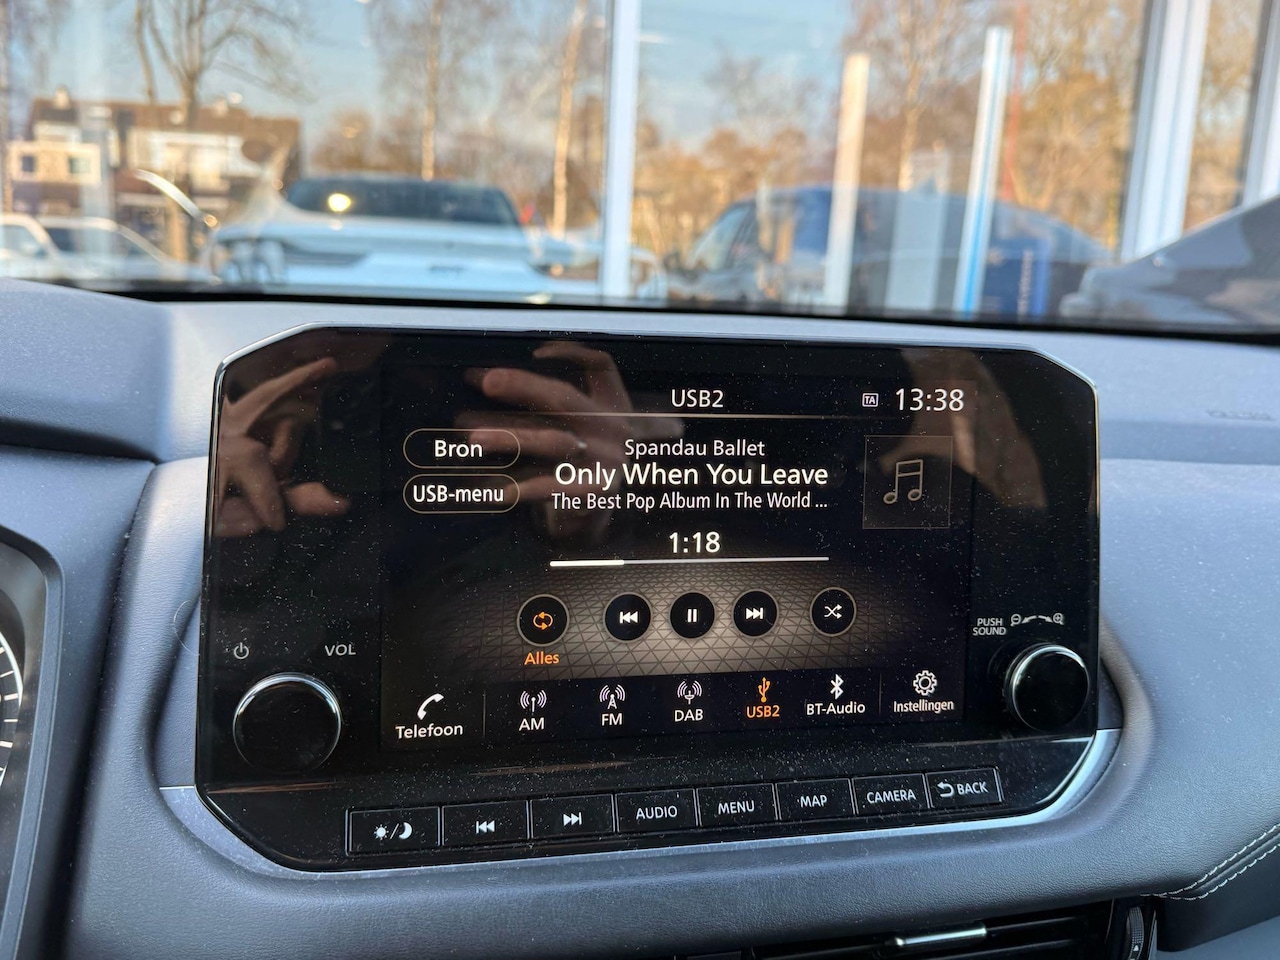 USB2
TA 13:38
Bron
Spandau Ballet
Only When You Leave
USB-menu
The Best Pop Album In The World ...
1:18
Alles
VOL
PUSH
SOUND
Telefoon
AM
FM
DAB
USB2
BT-Audio
Instellingen
AUDIO
MENU
MAP
CAMERA
BACK